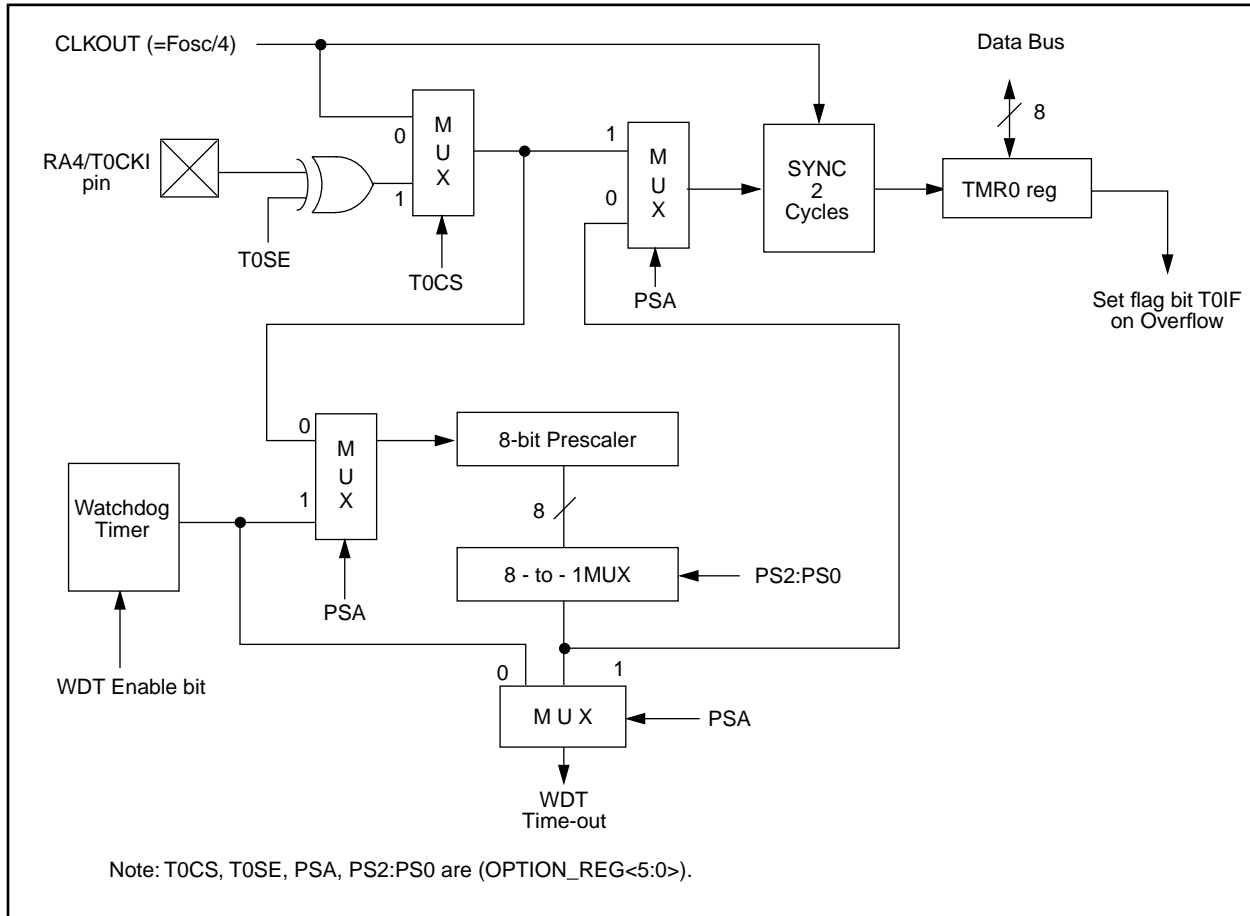 CLKOUT (=Fosc/4)
Data Bus
8
0
M
U
X
1
RA4/T0CKI
pin
T0SE
T0CS
1
M
U
X
0
PSA
SYNC
2
Cycles
TMR0 reg
Set flag bit T0IF
on Overflow
0
M
U
X
1
PSA
8-bit Prescaler
8
Watchdog
Timer
8 - to - 1MUX
PS2:PS0
WDT Enable bit
0
1
M U X
PSA
WDT
Time-out
Note: T0CS, T0SE, PSA, PS2:PS0 are (OPTION_REG<5:0>).